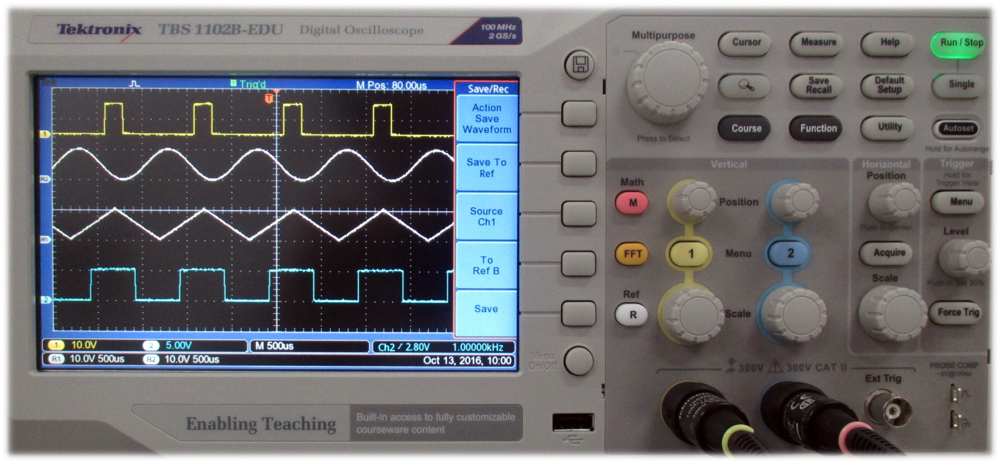 Tektronix TBS 1102B-EDU Digital Oscilloscope
100 MHz
2 GS/s
Tek
Trig'd
M Pos: 80.00us
T
1
R2
R1
2
Save/Rec
Action
Save
Waveform
Save To
Ref
Source
Ch1
To
Ref B
Save
1 10.0V 2 5.00V M 500us Ch2 2.80V 1.00000kHz
R1 10.0V 500us R2 10.0V 500us Oct 13, 2016, 10:00
Menu
On/Off
Enabling Teaching
Built-in access to fully customizable
courseware content
Multipurpose
Press to Select
Cursor
Measure
Help
Run / Stop
Save
Recall
Default
Setup
Single
Course
Function
Utility
Autoset
Hold for Autorange
Vertical
Horizontal
Trigger
Math
M
FFT
Ref
R
Position
1
Menu
2
Scale
Position
Push to Center
Acquire
Scale
Hold for
Trigger View
Menu
Level
Push to Set 50%
Force Trig
300V
300V CAT II
Ext Trig
PROBE COMP
~5V@1KHz